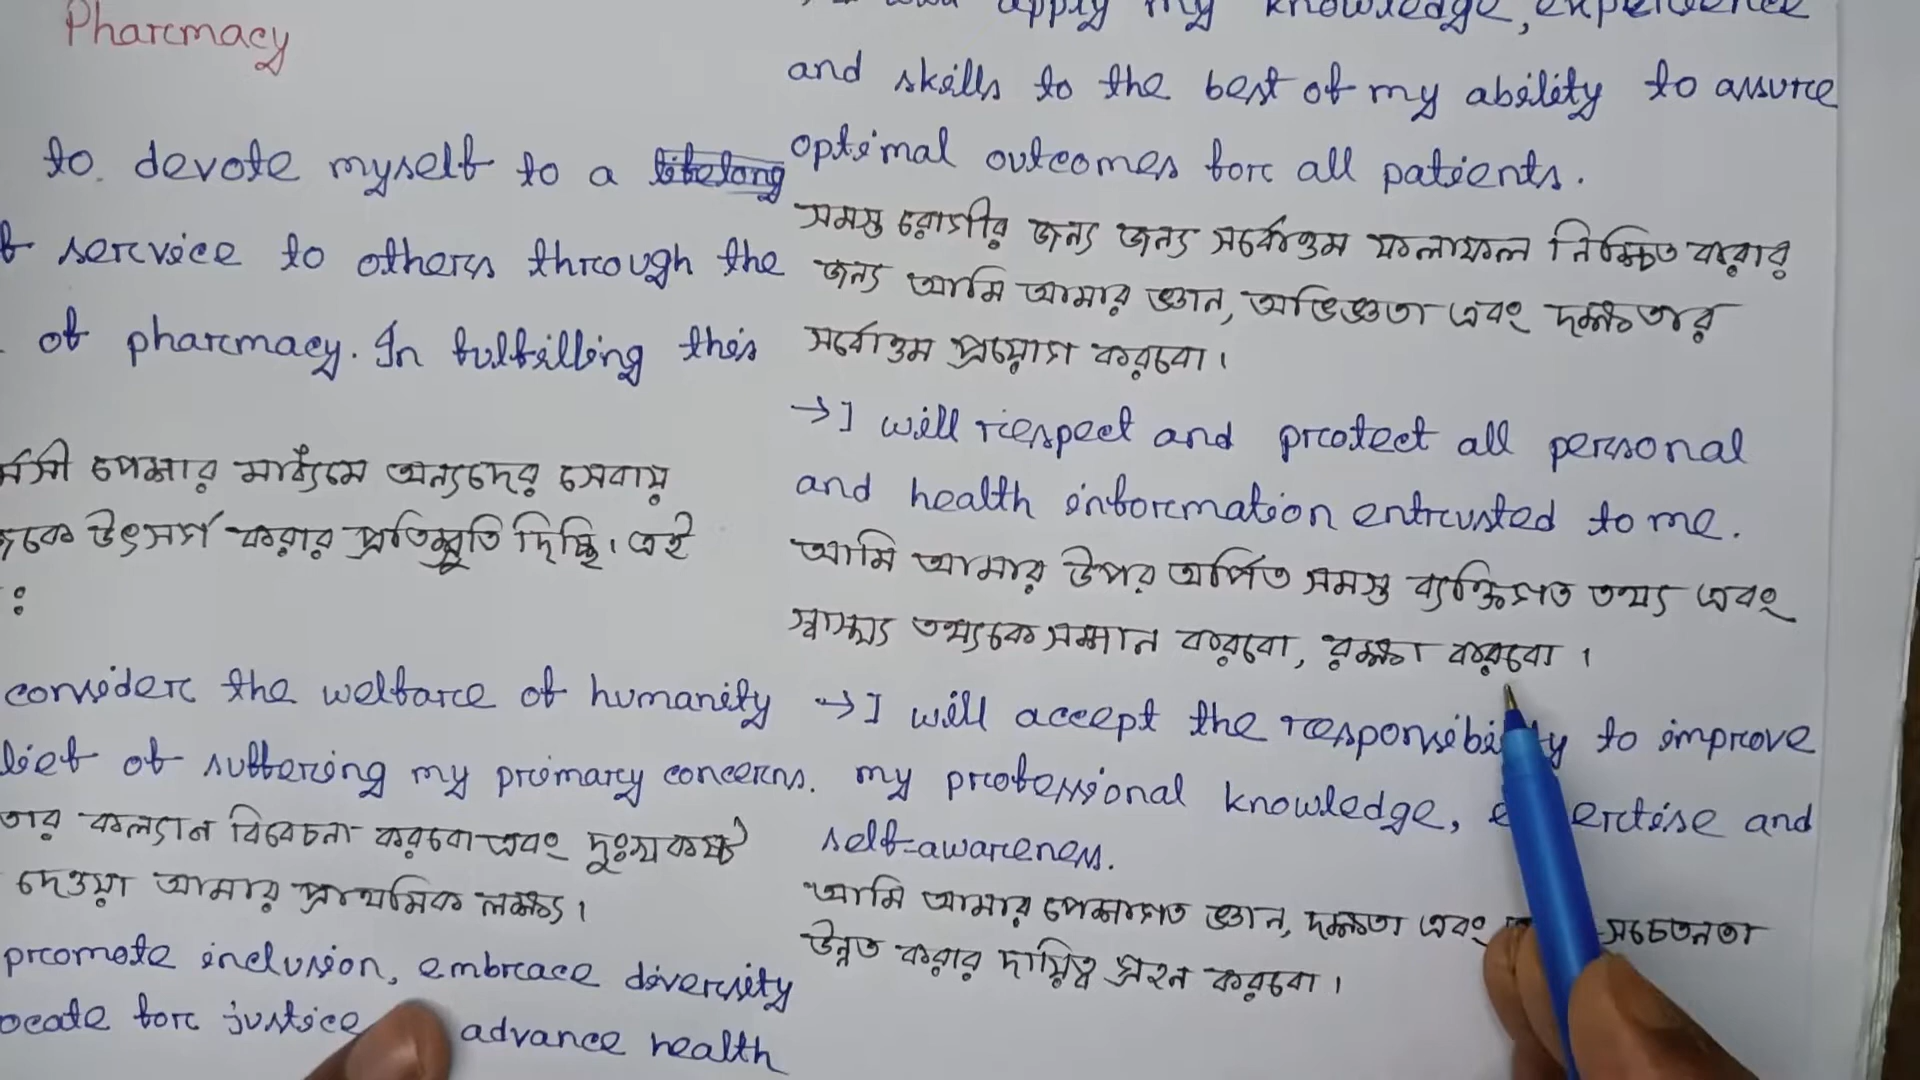 Pharmacy
to devote myself to a
service to others through the
of pharmacy. In fulfilling this
পেশার মাধ্যমে অন্যদের সেবায়
উৎসর্গ করার প্রতিশ্রুতি দিচ্ছি। এই
:
consider the welfare of humanity
of suffering my primary concerns.
কল্যান বিবেচনা করবো এবং দুঃখকষ্ট
দেওয়া আমার প্রাথমিক লক্ষ্য।
promote inclusion, embrace diversity
for justice advance health
apply my knowledge, experience
and skills to the best of my ability to assure
optimal outcomes for all patients.
সমস্ত রোগীর জন্য জন্য সর্বোত্তম ফলাফল নিশ্চিত করার
জন্য আমি আমার জ্ঞান, অভিজ্ঞতা এবং দক্ষতার
সর্বোত্তম প্রয়োগ করবো।
→ I will respect and protect all personal
and health information entrusted to me.
আমি আমার উপর অর্পিত সমস্ত ব্যক্তিগত তথ্য এবং
স্বাস্থ্য তথ্যকে সম্মান করবো, রক্ষা করবো।
→ I will accept the to improve
my professional knowledge, and
self-awareness.
আমি আমার পেশাগত জ্ঞান, দক্ষতা এবং সচেতনতা
উন্নত করার দায়িত্ব গ্রহন করবো।